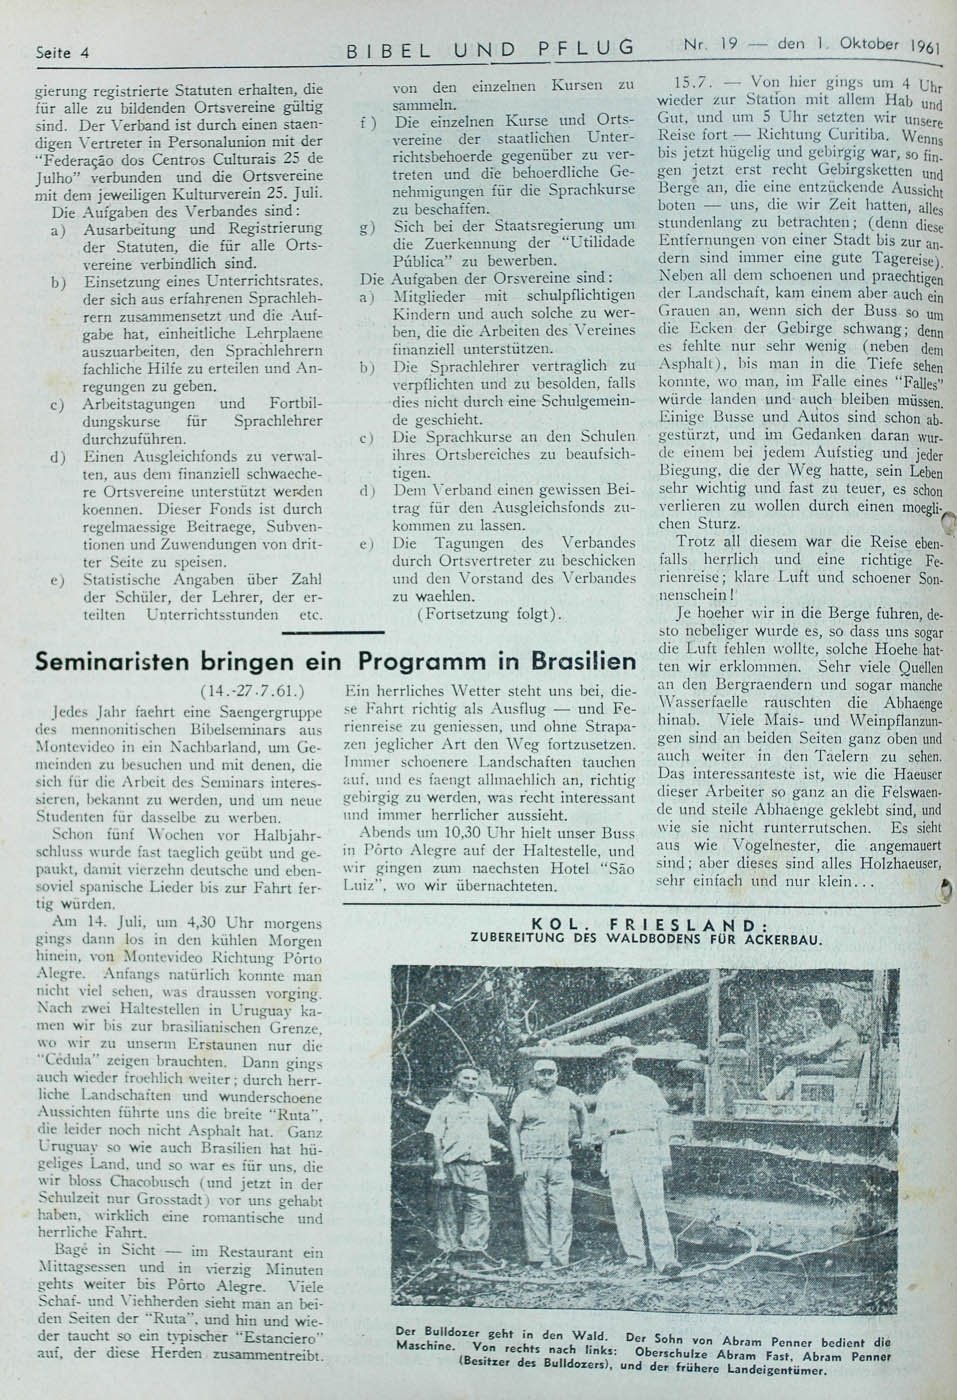 Seite 4
BIBEL UND PFLUG
Nr. 19 — den 1. Oktober 1961
gierung registrierte Statuten erhalten, die
für alle zu bildenden Ortsvereine gültig
sind. Der Verband ist durch einen staen-
digen Vertreter in Personalunion mit der
"Federação dos Centros Culturais 25 de
Julho" verbunden und die Ortsvereine
mit dem jeweiligen Kulturverein 25. Juli.
Die Aufgaben des Verbandes sind:
a) Ausarbeitung und Registrierung
der Statuten, die für alle Orts-
vereine verbindlich sind.
b) Einsetzung eines Unterrichtsrates,
der sich aus erfahrenen Sprachleh-
rern zusammensetzt und die Auf-
gabe hat, einheitliche Lehrplaene
auszuarbeiten, den Sprachlehrern
fachliche Hilfe zu erteilen und An-
regungen zu geben.
c) Arbeitstagungen und Fortbil-
dungskurse für Sprachlehrer
durchzuführen.
d) Einen Ausgleichfonds zu verwal-
ten, aus dem finanziell schwaeche-
re Ortsvereine unterstützt werden
koennen. Dieser Fonds ist durch
regelmaessige Beitraege, Subven-
tionen und Zuwendungen von drit-
ter Seite zu speisen.
e) Statistische Angaben über Zahl
der Schüler, der Lehrer, der er-
teilten Unterrichtsstunden etc.
von den einzelnen Kursen zu
sammeln.
f) Die einzelnen Kurse und Orts-
vereine der staatlichen Unter-
richtsbehoerde gegenüber zu ver-
treten und die behoerdliche Ge-
nehmigungen für die Sprachkurse
zu beschaffen.
g) Sich bei der Staatsregierung um
die Zuerkennung der "Utilidade
Pública" zu bewerben.
Die Aufgaben der Orsvereine sind:
a) Mitglieder mit schulpflichtigen
Kindern und auch solche zu wer-
ben, die die Arbeiten des Vereines
finanziell unterstützen.
b) Die Sprachlehrer vertraglich zu
verpflichten und zu besolden, falls
dies nicht durch eine Schulgemein-
de geschieht.
c) Die Sprachkurse an den Schulen
ihres Ortsbereiches zu beaufsich-
tigen.
d) Dem Verband einen gewissen Bei-
trag für den Ausgleichsfonds zu-
kommen zu lassen.
e) Die Tagungen des Verbandes
durch Ortsvertreter zu beschicken
und den Vorstand des Verbandes
zu waehlen.
(Fortsetzung folgt).
Seminaristen bringen ein Programm in Brasilien
(14.-27.7.61.)
Jedes Jahr faehrt eine Saengergruppe
des mennonitischen Bibelseminars aus
Montevideo in ein Nachbarland, um Ge-
meinden zu besuchen und mit denen, die
sich für die Arbeit des Seminars interes-
sieren, bekannt zu werden, und um neue
Studenten für dasselbe zu werben.
Schon fünf Wochen vor Halbjahr-
schluss wurde fast taeglich geübt und ge-
paukt, damit vierzehn deutsche und eben-
soviel spanische Lieder bis zur Fahrt fer-
tig würden.
Am 14. Juli, um 4,30 Uhr morgens
gings dann los in den kühlen Morgen
hinein, von Montevideo Richtung Pôrto
Alegre. Anfangs natürlich konnte man
nicht viel sehen, was draussen vorging.
Nach zwei Haltestellen in Uruguay ka-
men wir bis zur brasilianischen Grenze,
wo wir zu unserm Erstaunen nur die
"Cédula" zeigen brauchten. Dann gings
auch wieder froehlich weiter; durch herr-
liche Landschaften und wunderschoene
Aussichten führte uns die breite "Ruta",
die leider noch nicht Asphalt hat. Ganz
Uruguay so wie auch Brasilien hat hü-
geliges Land, und so war es für uns, die
wir bloss Chacobusch (und jetzt in der
Schulzeit nur Grosstadt) vor uns gehabt
haben, wirklich eine romantische und
herrliche Fahrt.
Bagé in Sicht — im Restaurant ein
Mittagsessen und in vierzig Minuten
gehts weiter bis Pôrto Alegre. Viele
Schaf- und Viehherden sieht man an bei-
den Seiten der "Ruta", und hin und wie-
der taucht so ein typischer "Estanciero"
auf, der diese Herden zusammentreibt.
Ein herrliches Wetter steht uns bei, die-
se Fahrt richtig als Ausflug — und Fe-
rienreise zu geniessen, und ohne Strapa-
zen jeglicher Art den Weg fortzusetzen.
Immer schoenere Landschaften tauchen
auf, und es faengt allmaehlich an, richtig
gebirgig zu werden, was recht interessant
und immer herrlicher aussieht.
Abends um 10,30 Uhr hielt unser Buss
in Pôrto Alegre auf der Haltestelle, und
wir gingen zum naechsten Hotel "São
Luiz", wo wir übernachteten.
15.7. — Von hier gings um 4 Uhr
wieder zur Station mit allem Hab und
Gut, und um 5 Uhr setzten wir unsere
Reise fort — Richtung Curitiba. Wenns
bis jetzt hügelig und gebirgig war, so fin-
gen jetzt erst recht Gebirgsketten und
Berge an, die eine entzückende Aussicht
boten — uns, die wir Zeit hatten, alles
stundenlang zu betrachten; (denn diese
Entfernungen von einer Stadt bis zur an-
dern sind immer eine gute Tagereise).
Neben all dem schoenen und praechtigen
der Landschaft, kam einem aber auch ein
Grauen an, wenn sich der Buss so um
die Ecken der Gebirge schwang; denn
es fehlte nur sehr wenig (neben dem
Asphalt), bis man in die Tiefe sehen
konnte, wo man, im Falle eines "Falles"
würde landen und auch bleiben müssen.
Einige Busse und Autos sind schon ab-
gestürzt, und im Gedanken daran wur-
de einem bei jedem Aufstieg und jeder
Biegung, die der Weg hatte, sein Leben
sehr wichtig und fast zu teuer, es schon
verlieren zu wollen durch einen moegli-
chen Sturz.
Trotz all diesem war die Reise eben-
falls herrlich und eine richtige Fe-
rienreise; klare Luft und schoener Son-
nenschein!
Je hoeher wir in die Berge fuhren, de-
sto nebeliger wurde es, so dass uns sogar
die Luft fehlen wollte, solche Hoehe hat-
ten wir erklommen. Sehr viele Quellen
an den Bergraendern und sogar manche
Wasserfaelle rauschten die Abhaenge
hinab. Viele Mais- und Weinpflanzun-
gen sind an beiden Seiten ganz oben und
auch weiter in den Taelern zu sehen.
Das interessanteste ist, wie die Haeuser
dieser Arbeiter so ganz an die Felswaen-
de und steile Abhaenge geklebt sind, und
wie sie nicht runterrutschen. Es sieht
aus wie Vögelnester, die angemauert
sind; aber dieses sind alles Holzhaeuser,
sehr einfach und nur klein...
KOL. FRIESLAND:
ZUBEREITUNG DES WALDBODENS FÜR ACKERBAU.
Der Bulldozer geht in den Wald. Der Sohn von Abram Penner bedient die
Maschine. Von rechts nach links: Oberschulze Abram Fast, Abram Penner
(Besitzer des Bulldozers), und der frühere Landeigentümer.